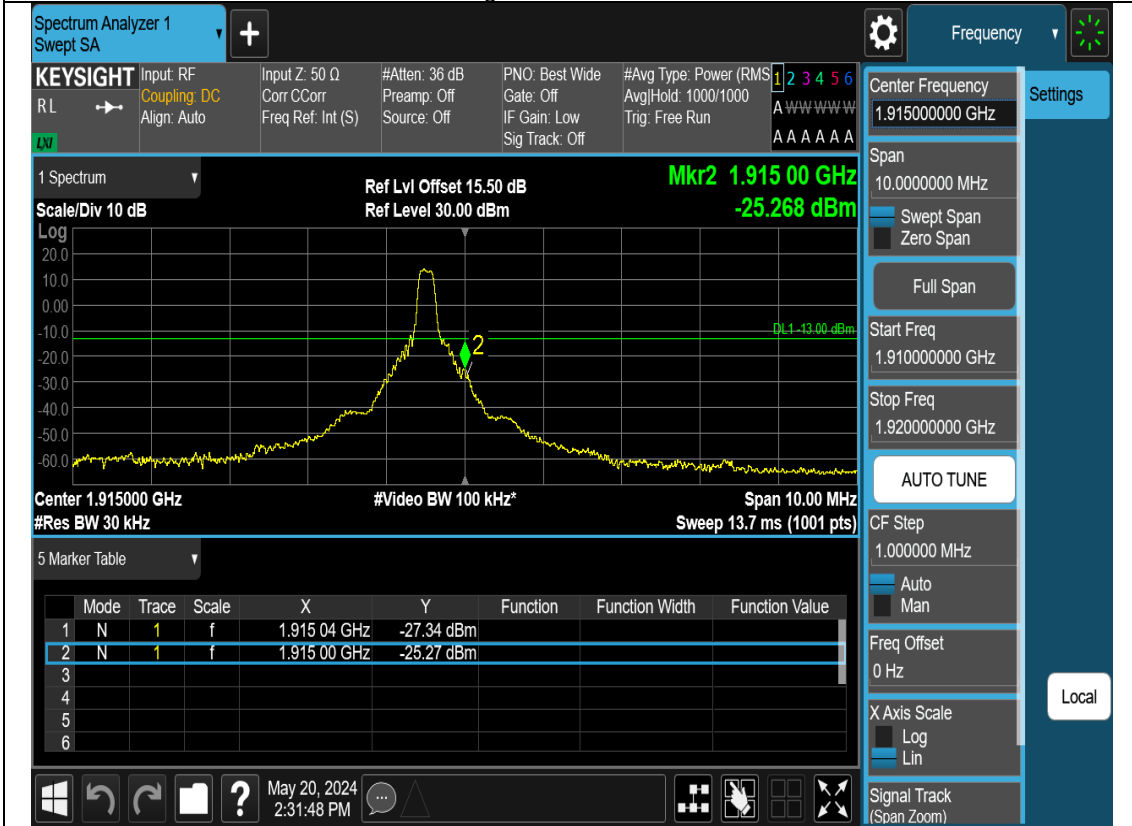 Spectrum Analyzer 1
Swept SA
+
Frequency
KEYSIGHT
RL
LXI
Input: RF
Coupling: DC
Align: Auto
Input Z: 50 Ω
Corr CCorr
Freq Ref: Int (S)
#Atten: 36 dB
Preamp: Off
Source: Off
PNO: Best Wide
Gate: Off
IF Gain: Low
Sig Track: Off
#Avg Type: Power (RMS
Avg|Hold: 1000/1000
Trig: Free Run
1 2 3 4 5 6
A W W W W W
A A A A A A
1 Spectrum
Scale/Div 10 dB
Ref Lvl Offset 15.50 dB
Ref Level 30.00 dBm
Mkr2 1.915 00 GHz
-25.268 dBm
Log
20.0
10.0
0.00
-10.0
-20.0
-30.0
-40.0
-50.0
-60.0
DL1 -13.00 dBm
2
Center 1.915000 GHz
#Res BW 30 kHz
#Video BW 100 kHz*
Span 10.00 MHz
Sweep 13.7 ms (1001 pts)
5 Marker Table
Mode Trace Scale X Y Function Function Width Function Value
1 N 1 f 1.915 04 GHz -27.34 dBm
2 N 1 f 1.915 00 GHz -25.27 dBm
3
4
5
6
?
May 20, 2024
2:31:48 PM
Center Frequency
1.915000000 GHz
Settings
Span
10.0000000 MHz
Swept Span
Zero Span
Full Span
Start Freq
1.910000000 GHz
Stop Freq
1.920000000 GHz
AUTO TUNE
CF Step
1.000000 MHz
Auto
Man
Freq Offset
0 Hz
Local
X Axis Scale
Log
Lin
Signal Track
(Span Zoom)